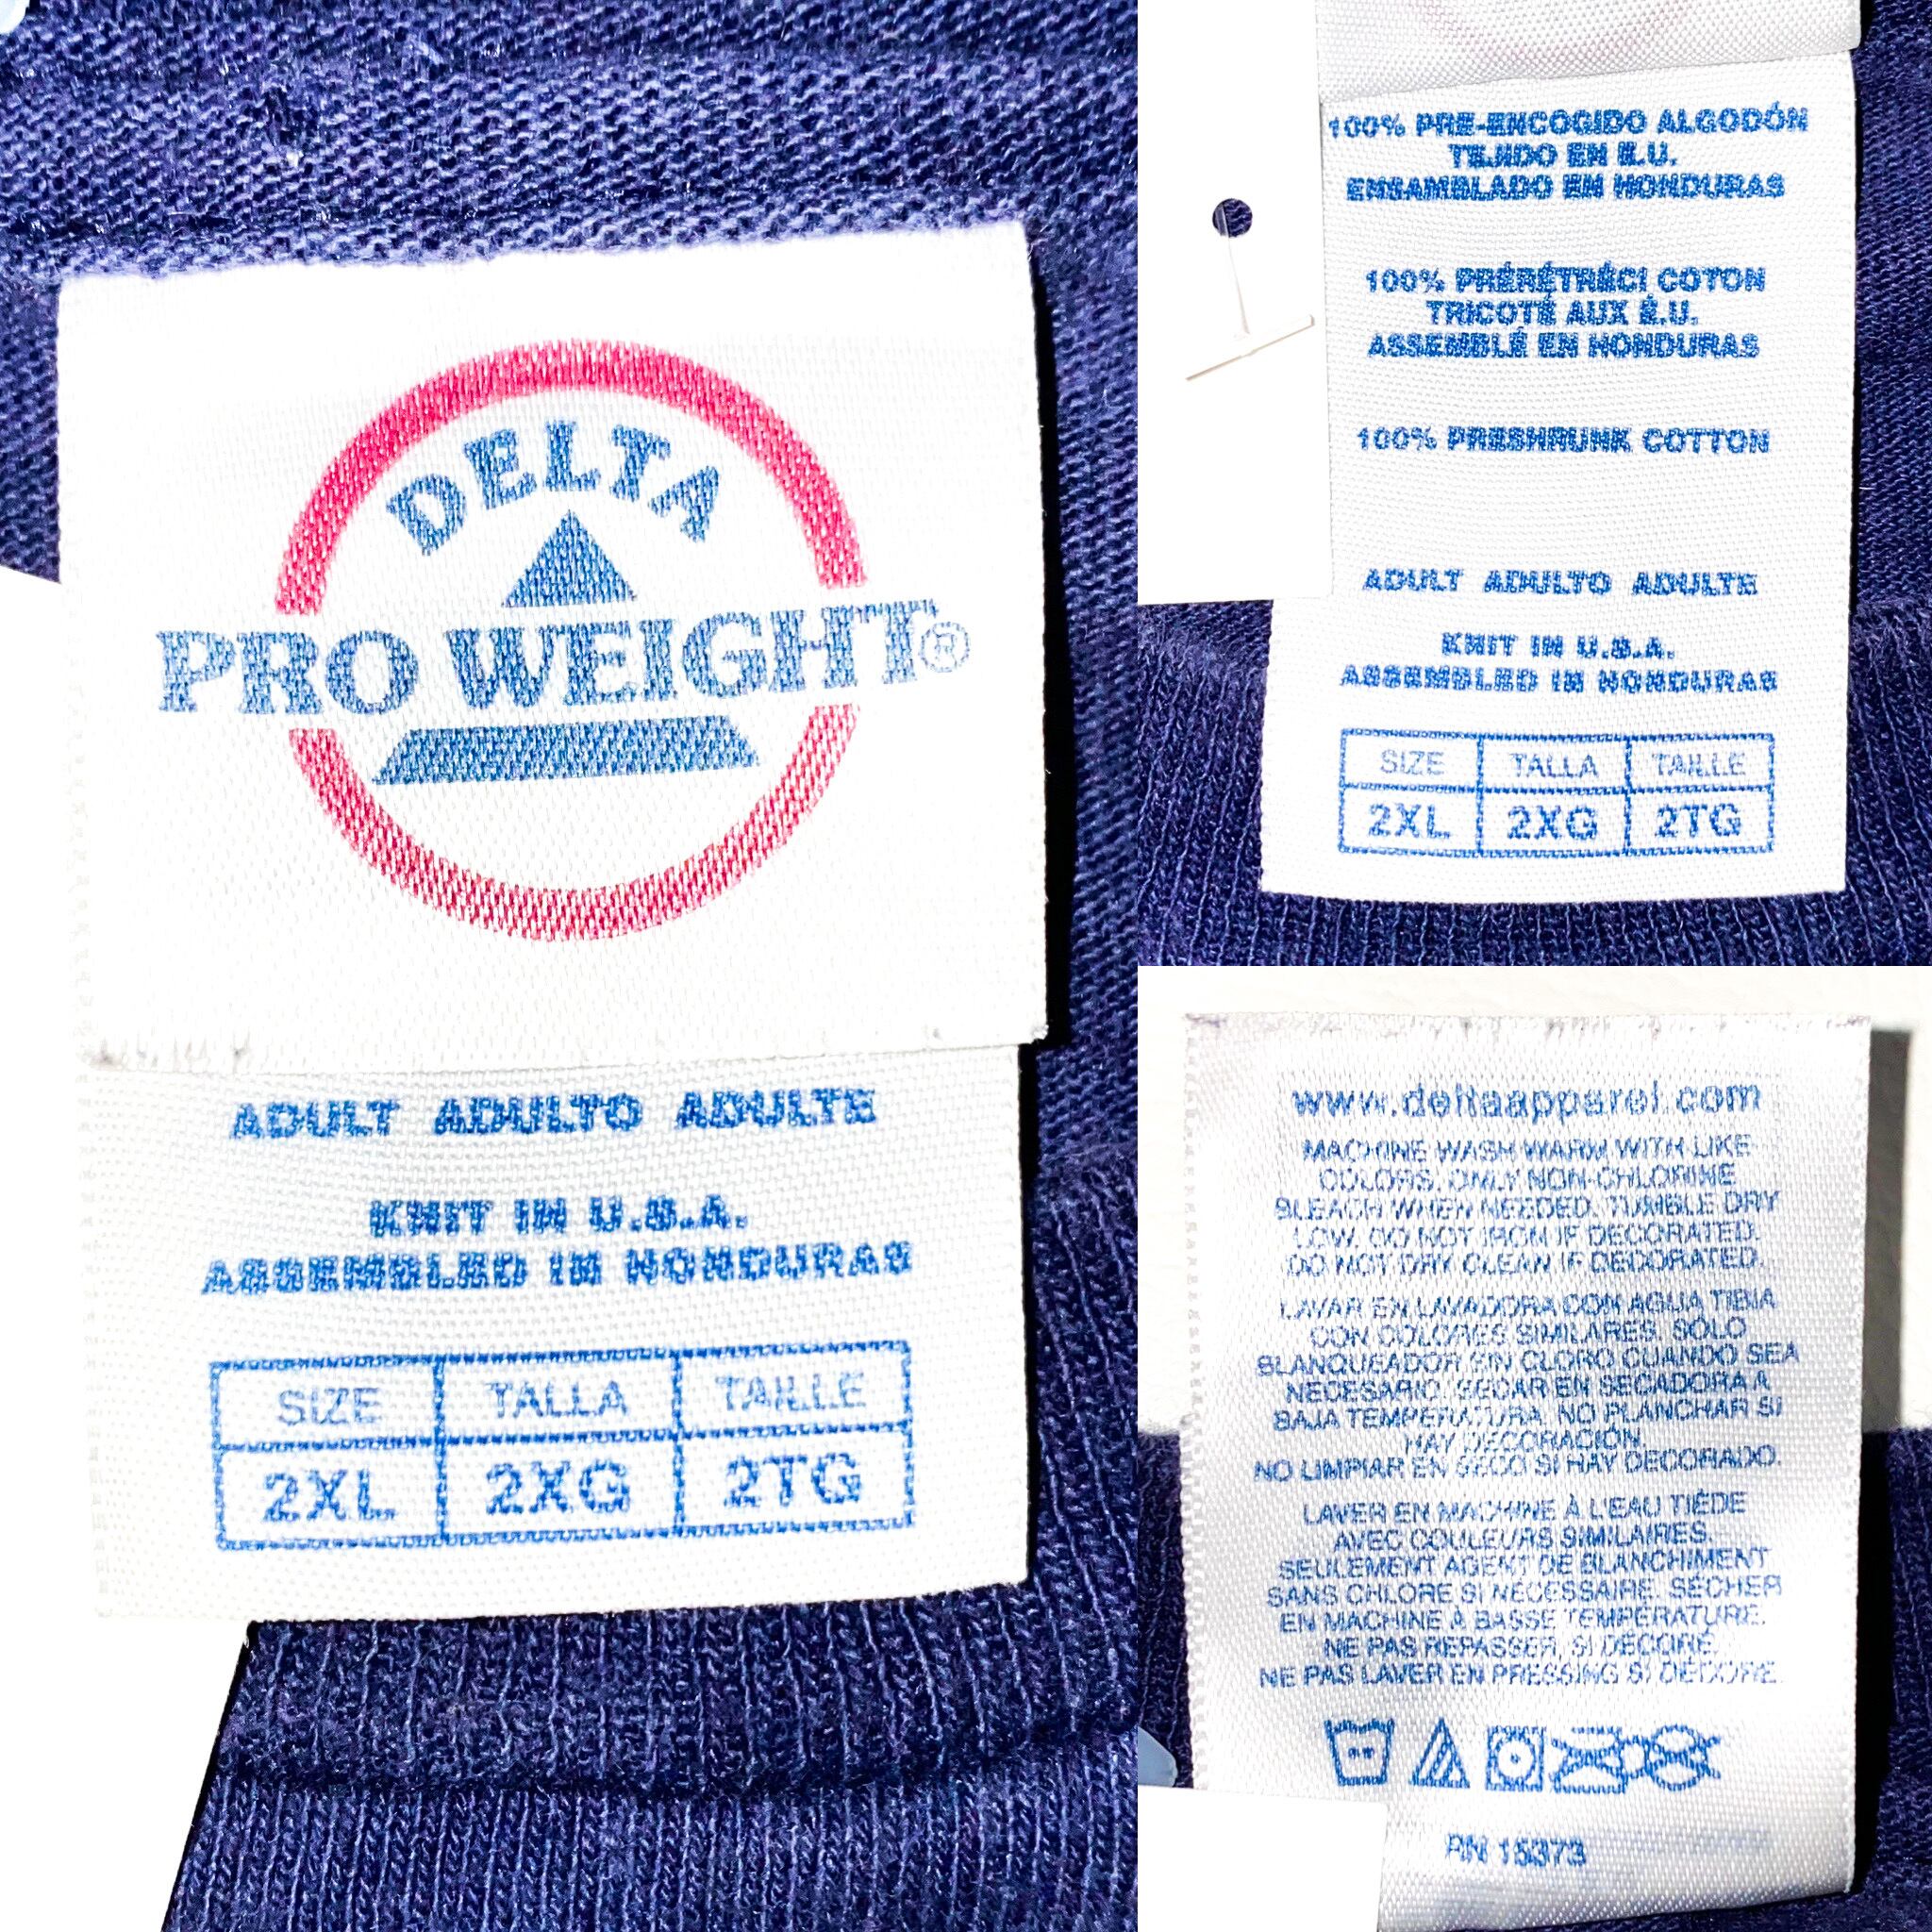 DELTA
PRO WEIGHT®
ADULT ADULTO ADULTE
KNIT IN U.S.A.
ASSEMBLED IN HONDURAS
SIZE TALLA TAILLE
2XL 2XG 2TG
100% PRE-ENCOGIDO ALGODÓN
TEJIDO EN E.U.
ENSAMBLADO EN HONDURAS
100% PRÉRÉTRÉCI COTON
TRICOTÉ AUX É.U.
ASSEMBLÉ EN HONDURAS
100% PRESHRUNK COTTON
ADULT ADULTO ADULTE
KNIT IN U.S.A.
ASSEMBLED IN HONDURAS
SIZE TALLA TAILLE
2XL 2XG 2TG
www.deltaapparel.com
MACHINE WASH WARM WITH LIKE
COLORS. ONLY NON-CHLORINE
BLEACH WHEN NEEDED. TUMBLE DRY
LOW. DO NOT IRON IF DECORATED.
DO NOT DRY CLEAN IF DECORATED.
LAVAR EN LAVADORA CON AGUA TIBIA
CON COLORES SIMILARES. SÓLO
BLANQUEADOR SIN CLORO CUANDO SEA
NECESARIO. SECAR EN SECADORA A
BAJA TEMPERATURA. NO PLANCHAR SI
HAY DECORACIÓN.
NO LIMPIAR EN SECO SI HAY DECORADO.
LAVER EN MACHINE À L'EAU TIÈDE
AVEC COULEURS SIMILAIRES.
SEULEMENT AGENT DE BLANCHIMENT
SANS CHLORE SI NÉCESSAIRE. SÉCHER
EN MACHINE À BASSE TEMPÉRATURE.
NE PAS REPASSER, SI DÉCORÉ.
NE PAS LAVER EN PRESSING SI DÉCORÉ.
RN 15373